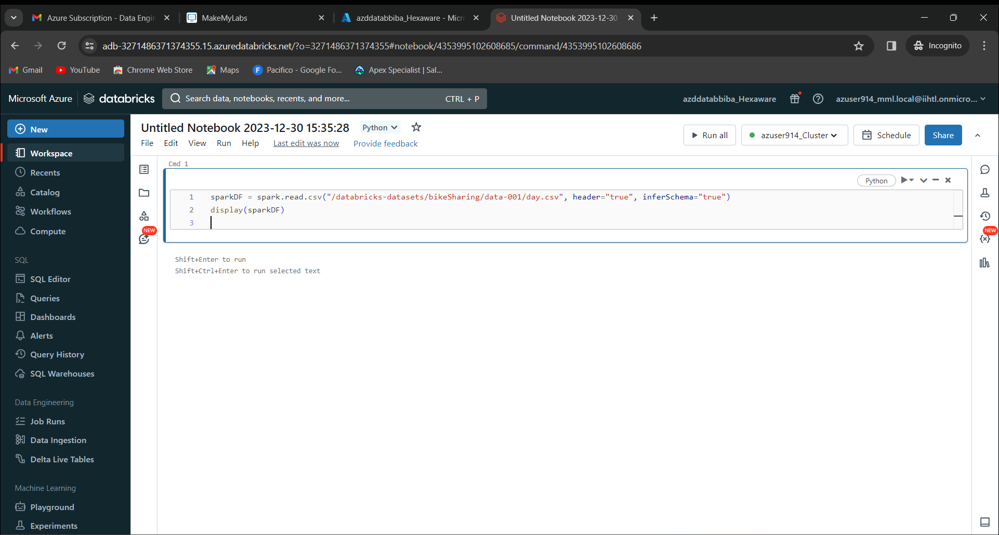 Azure Subscription - Data Engin
MakeMyLabs
azddatabbiba_Hexaware - Micro
Untitled Notebook 2023-12-30
adb-3271486371374355.15.azuredatabricks.net/?o=3271486371374355#notebook/4353995102608685/command/4353995102608686
Incognito
Gmail
YouTube
Chrome Web Store
Maps
F Pacifico - Google Fo...
Apex Specialist | Sal...
Microsoft Azure
databricks
Search data, notebooks, recents, and more...
CTRL + P
azddatabbiba_Hexaware
azuser914_mml.local@iihtl.onmicro...
New
Workspace
Recents
Catalog
Workflows
Compute
SQL
SQL Editor
Queries
Dashboards
Alerts
Query History
SQL Warehouses
Data Engineering
Job Runs
Data Ingestion
Delta Live Tables
Machine Learning
Playground
Experiments
Untitled Notebook 2023-12-30 15:35:28
Python
File Edit View Run Help Last edit was now Provide feedback
Run all
azuser914_Cluster
Schedule
Share
NEW
Cmd 1
Python
1 sparkDF = spark.read.csv("/databricks-datasets/bikeSharing/data-001/day.csv", header="true", inferSchema="true")
2 display(sparkDF)
3
Shift+Enter to run
Shift+Ctrl+Enter to run selected text
NEW